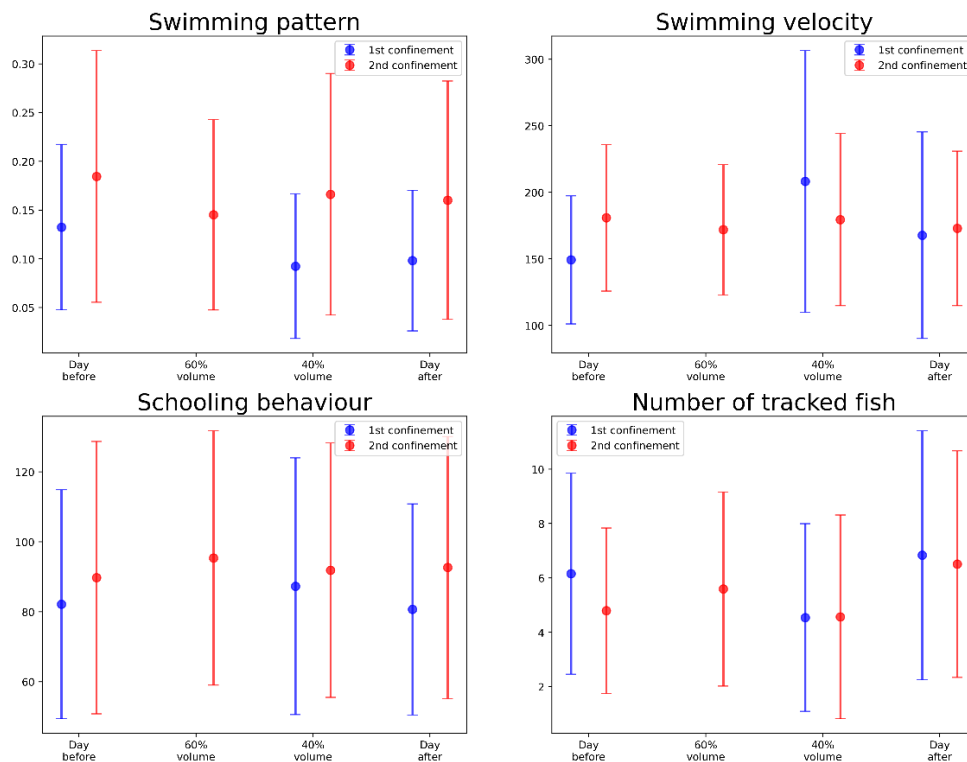 Swimming pattern
1st confinement
2nd confinement
0.30
0.25
0.20
0.15
0.10
0.05
Day
before
60%
volume
40%
volume
Day
after
Swimming velocity
1st confinement
2nd confinement
300
250
200
150
100
Day
before
60%
volume
40%
volume
Day
after
Schooling behaviour
1st confinement
2nd confinement
120
100
80
60
Day
before
60%
volume
40%
volume
Day
after
Number of tracked fish
1st confinement
2nd confinement
10
8
6
4
2
Day
before
60%
volume
40%
volume
Day
after